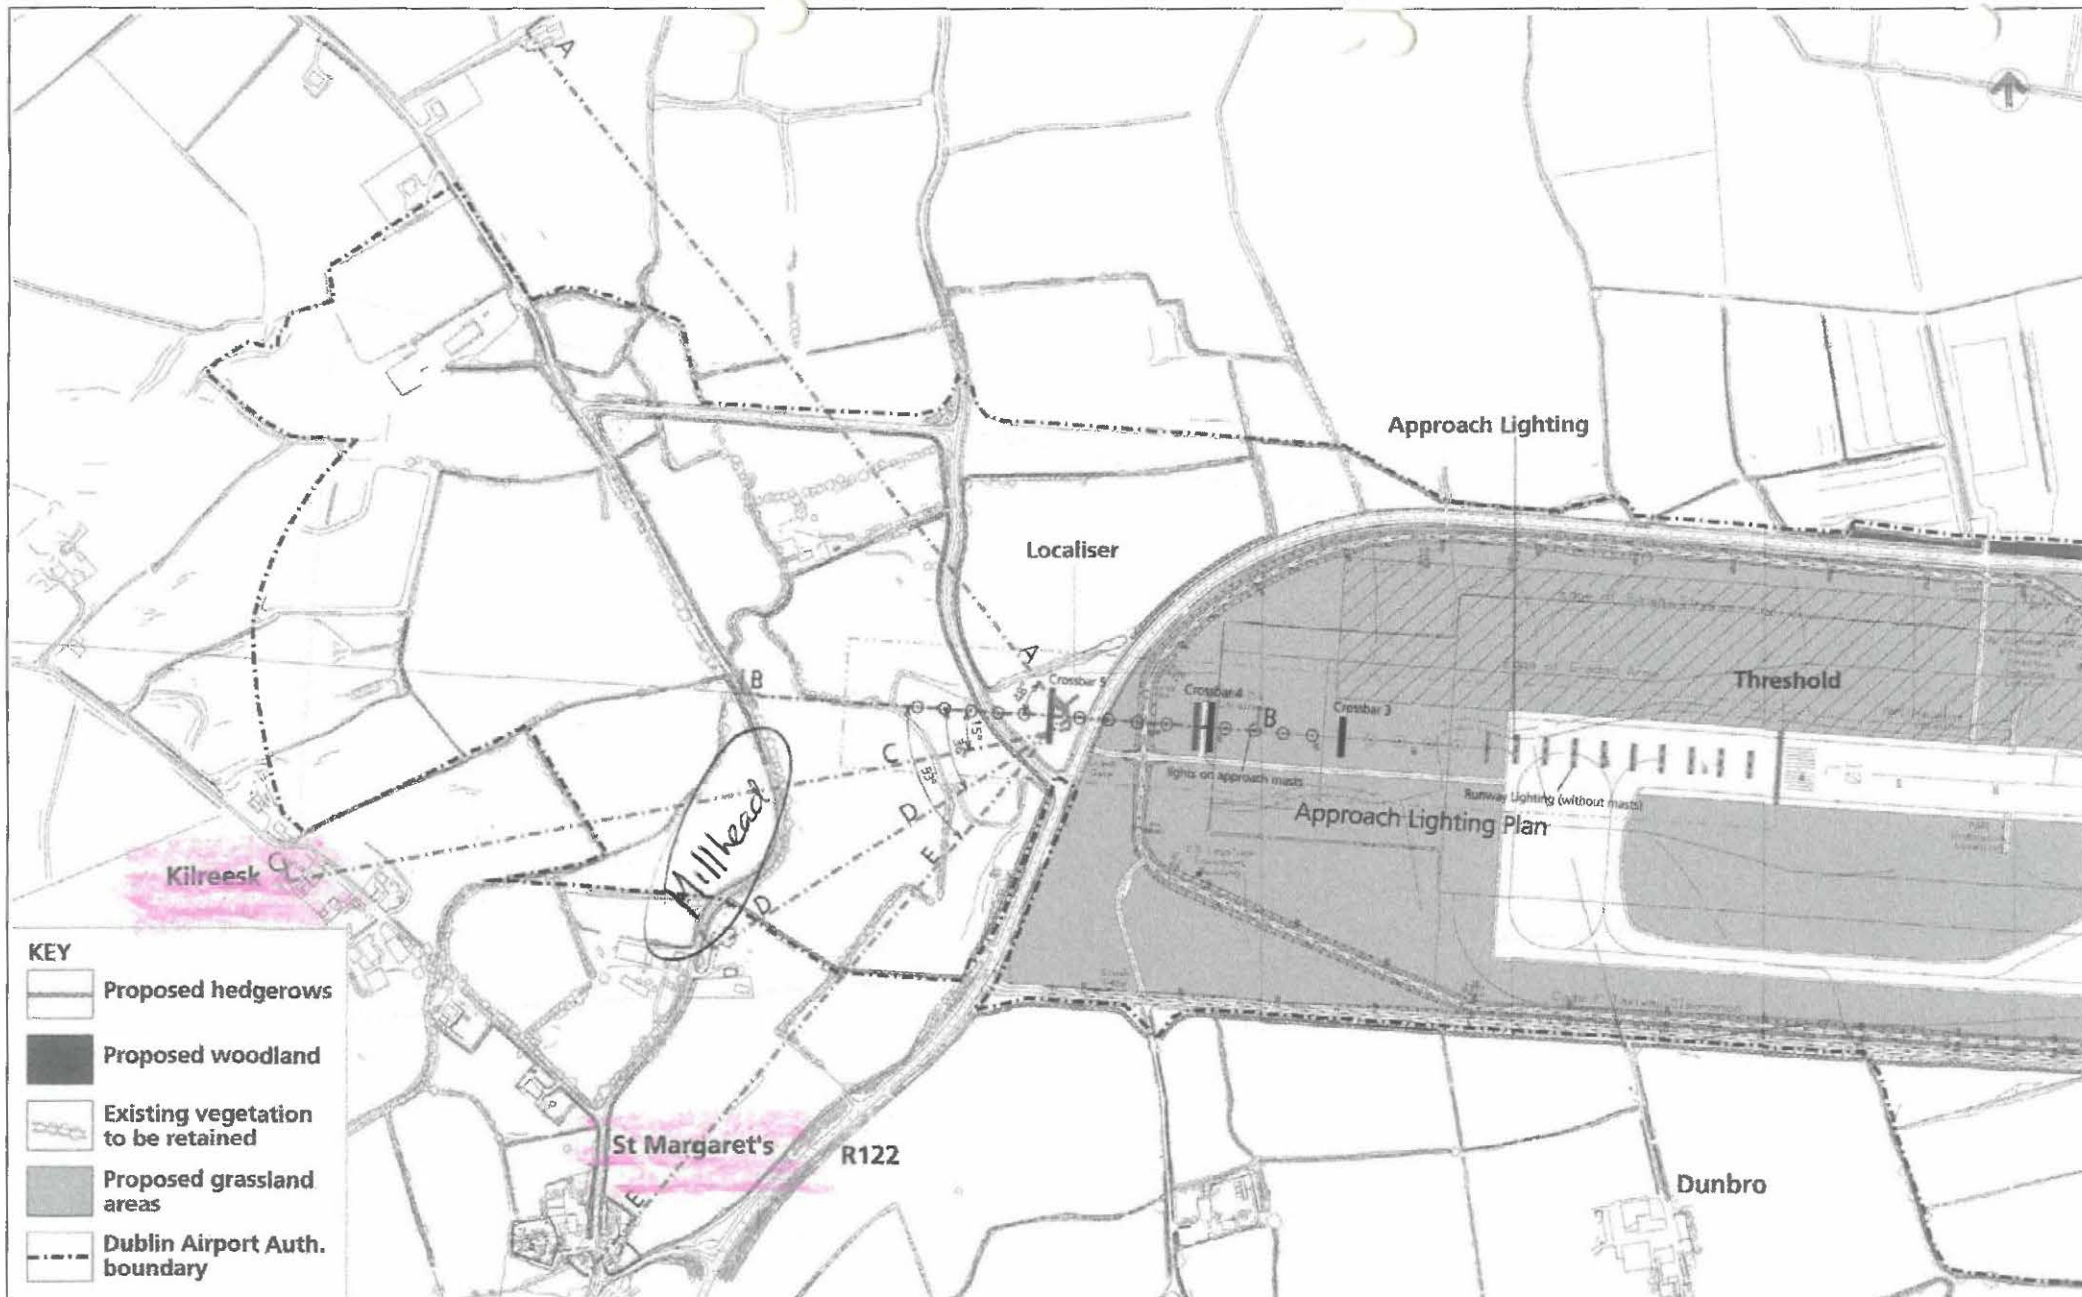 A
Approach Lighting
Localiser
A
Crossbar 5
Threshold
B
Crossbar 4
B
Crossbar 3
15°
C
53°
lights on approach masts
Runway Lighting (without masts)
Approach Lighting Plan
Millhead
D
E
Kilreesk
C
D
KEY
Proposed hedgerows
Proposed woodland
Existing vegetation
to be retained
Proposed grassland
areas
Dublin Airport Auth.
boundary
P
St Margaret's
R122
E
Dunbro